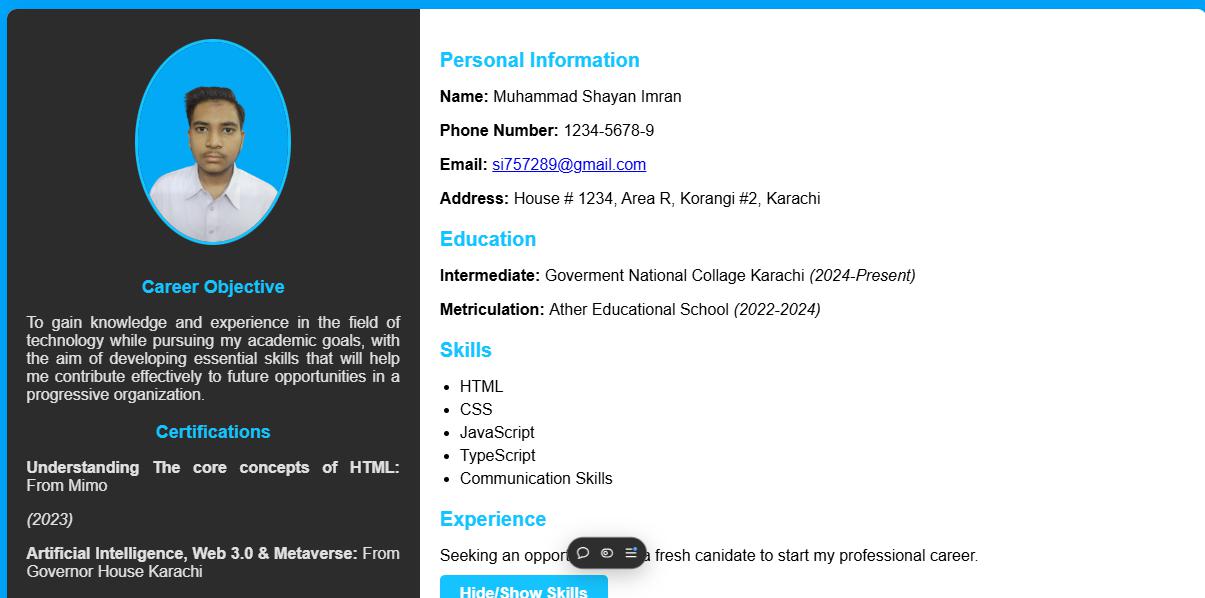 Career Objective
To gain knowledge and experience in the field of
technology while pursuing my academic goals, with
the aim of developing essential skills that will help
me contribute effectively to future opportunities in a
progressive organization.
Certifications
Understanding The core concepts of HTML:
From Mimo
(2023)
Artificial Intelligence, Web 3.0 & Metaverse: From
Governor House Karachi
Personal Information
Name: Muhammad Shayan Imran
Phone Number: 1234-5678-9
Email: si757289@gmail.com
Address: House # 1234, Area R, Korangi #2, Karachi
Education
Intermediate: Goverment National Collage Karachi (2024-Present)
Metriculation: Ather Educational School (2022-2024)
Skills
HTML
CSS
JavaScript
TypeScript
Communication Skills
Experience
Seeking an a fresh canidate to start my professional career.
Hide/Show Skills